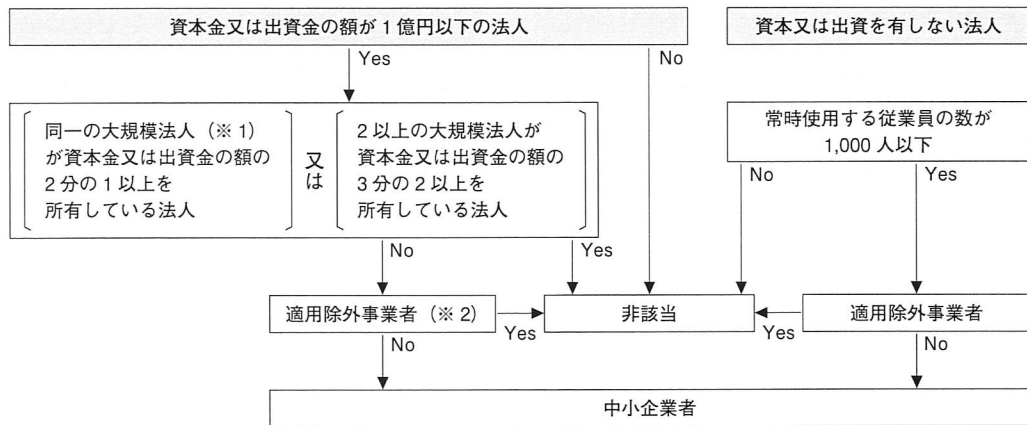 資本金又は出資金の額が1億円以下の法人
資本又は出資を有しない法人
Yes
No
同一の大規模法人（※1）
が資本金又は出資金の額の
2分の1以上を
所有している法人
又は
2以上の大規模法人が
資本金又は出資金の額の
3分の2以上を
所有している法人
常時使用する従業員の数が
1,000人以下
No
Yes
No
Yes
適用除外事業者（※2）
Yes
非該当
Yes
適用除外事業者
No
No
中小企業者